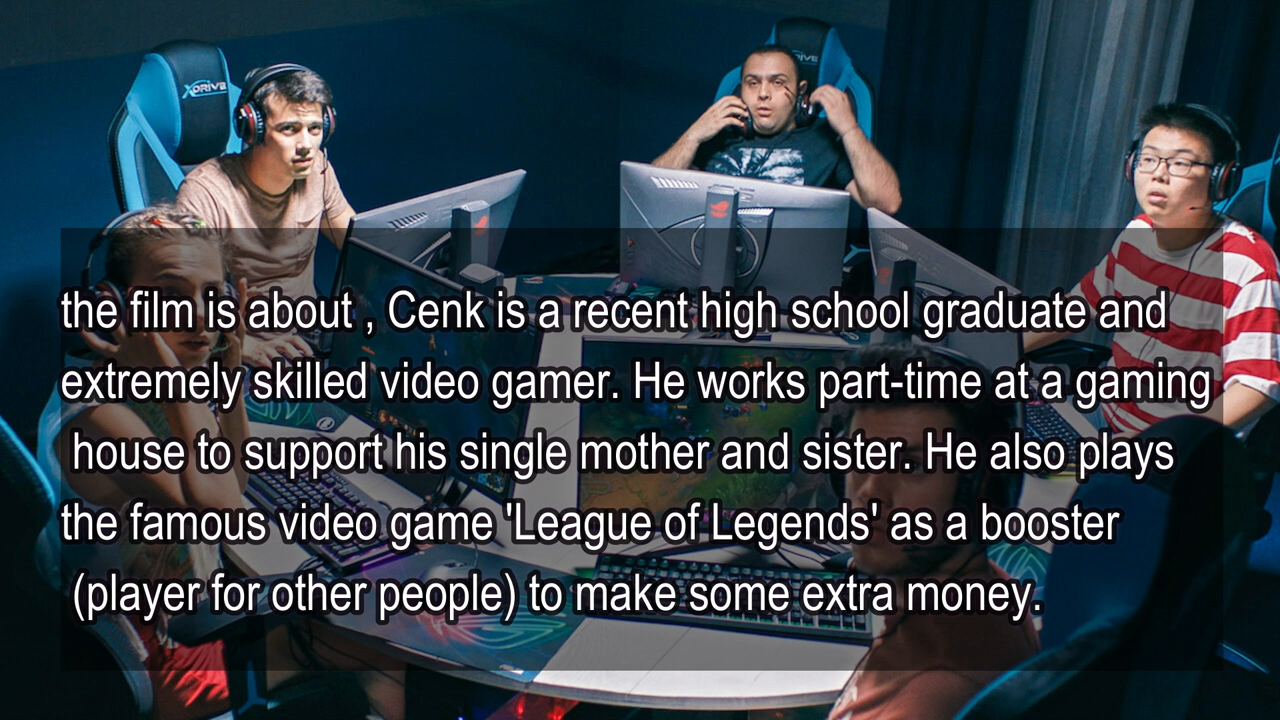 XDRIVE
the film is about , Cenk is a recent high school graduate and
extremely skilled video gamer. He works part-time at a gaming
house to support his single mother and sister. He also plays
the famous video game 'League of Legends' as a booster
(player for other people) to make some extra money.